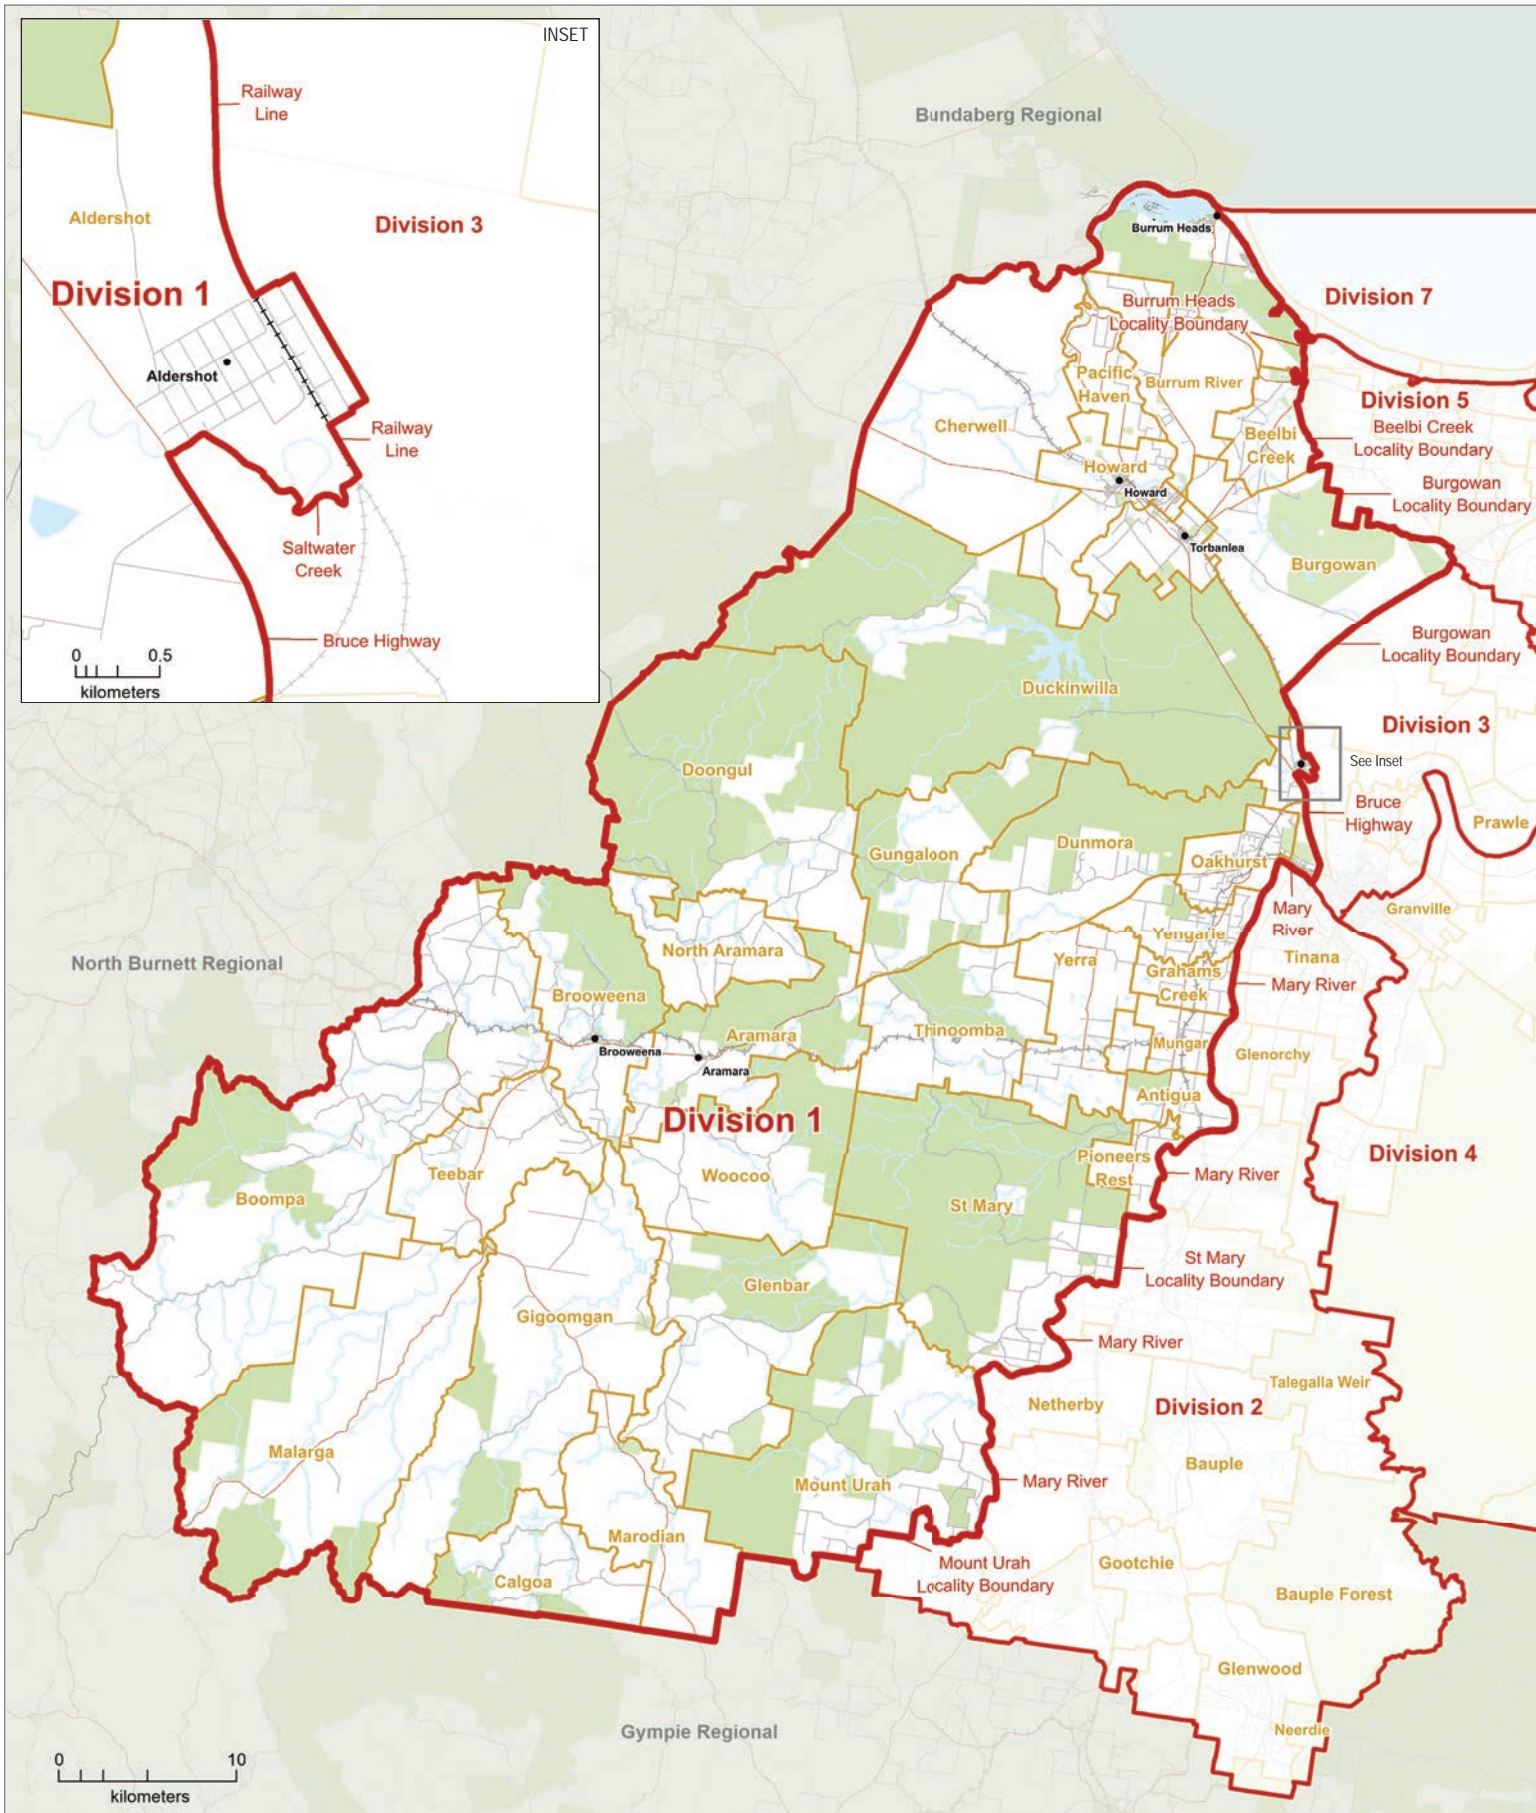 INSET
Railway
Line
Aldershot
Division 3
Division 1
Aldershot
Railway
Line
Saltwater
Creek
Bruce Highway
0 0.5
kilometers
Bundaberg Regional
Burrum Heads
Division 7
Burrum Heads
Locality Boundary
Pacific
Haven
Burrum River
Division 5
Beelbi Creek
Locality Boundary
Cherwell
Beelbi
Creek
Howard
Howard
Burgowan
Locality Boundary
Torbanlea
Burgowan
Burgowan
Locality Boundary
Duckinwilla
Division 3
See Inset
Doongul
Bruce
Highway
Prawle
Dunmora
Gungaloon
Oakhurst
Mary
River
Granville
Yengarie
North Burnett Regional
North Aramara
Yerra
Tinana
Grahams
Creek
Mary River
Brooweena
Thinoomba
Aramara
Brooweena
Mungar
Glenorchy
Aramara
Antigua
Division 1
Pioneers
Rest
Division 4
Teebar
Woocoo
Mary River
Boompa
St Mary
St Mary
Locality Boundary
Glenbar
Gigoomgan
Mary River
Talegalla Weir
Netherby
Division 2
Malarga
Bauple
Mount Urah
Mary River
Marodian
Mount Urah
Locality Boundary
Gootchie
Calgoa
Bauple Forest
Glenwood
Gympie Regional
Neerdie
0 10
kilometers